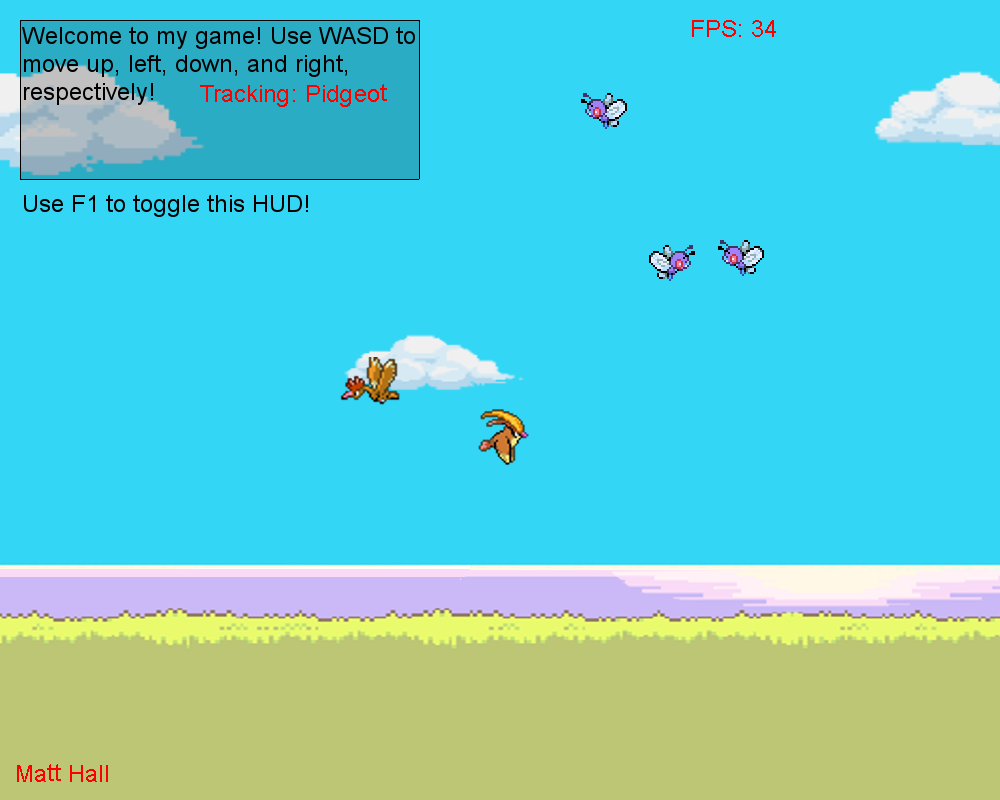 FPS: 34
Welcome to my game! Use WASD to
move up, left, down, and right,
respectively!
Tracking: Pidgeot
Use F1 to toggle this HUD!
Matt Hall